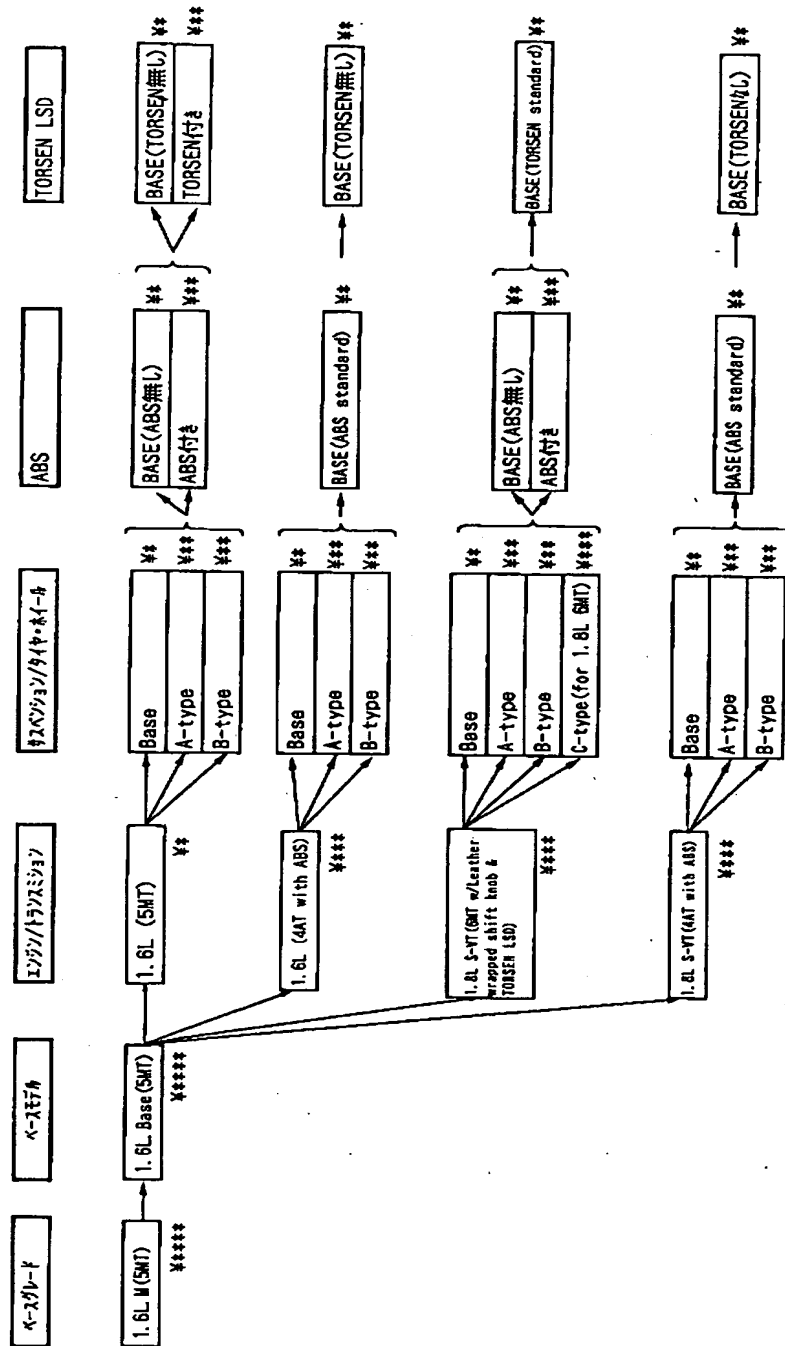 ベースグレード
ベースモデル
エンジン/トランスミション
サスペンション/タイヤ・ホイール
ABS
TORSEN LSD
1.6L M(5MT)
¥****
1.6L Base(5MT)
¥****
1.6L (5MT)
¥**
Base ¥**
A-type ¥***
B-type ¥***
BASE(ABS無し) ¥**
ABS付き ¥***
BASE(TORSEN無し) ¥**
TORSEN付き ¥***
1.6L (4AT with ABS)
¥***
Base ¥**
A-type ¥***
B-type ¥***
BASE(ABS standard) ¥**
BASE(TORSEN無し) ¥**
1.8L S-VT(6MT w/Leather
wrapped shift knob &
TORSEN LSD)
¥***
Base ¥**
A-type ¥***
B-type ¥***
C-type(for 1.8L 6MT) ¥***
BASE(ABS無し) ¥**
ABS付き ¥***
BASE(TORSEN standard) ¥**
1.8L S-VT(4AT with ABS)
¥***
Base ¥**
A-type ¥***
B-type ¥***
BASE(ABS standard) ¥**
BASE(TORSENなし) ¥**